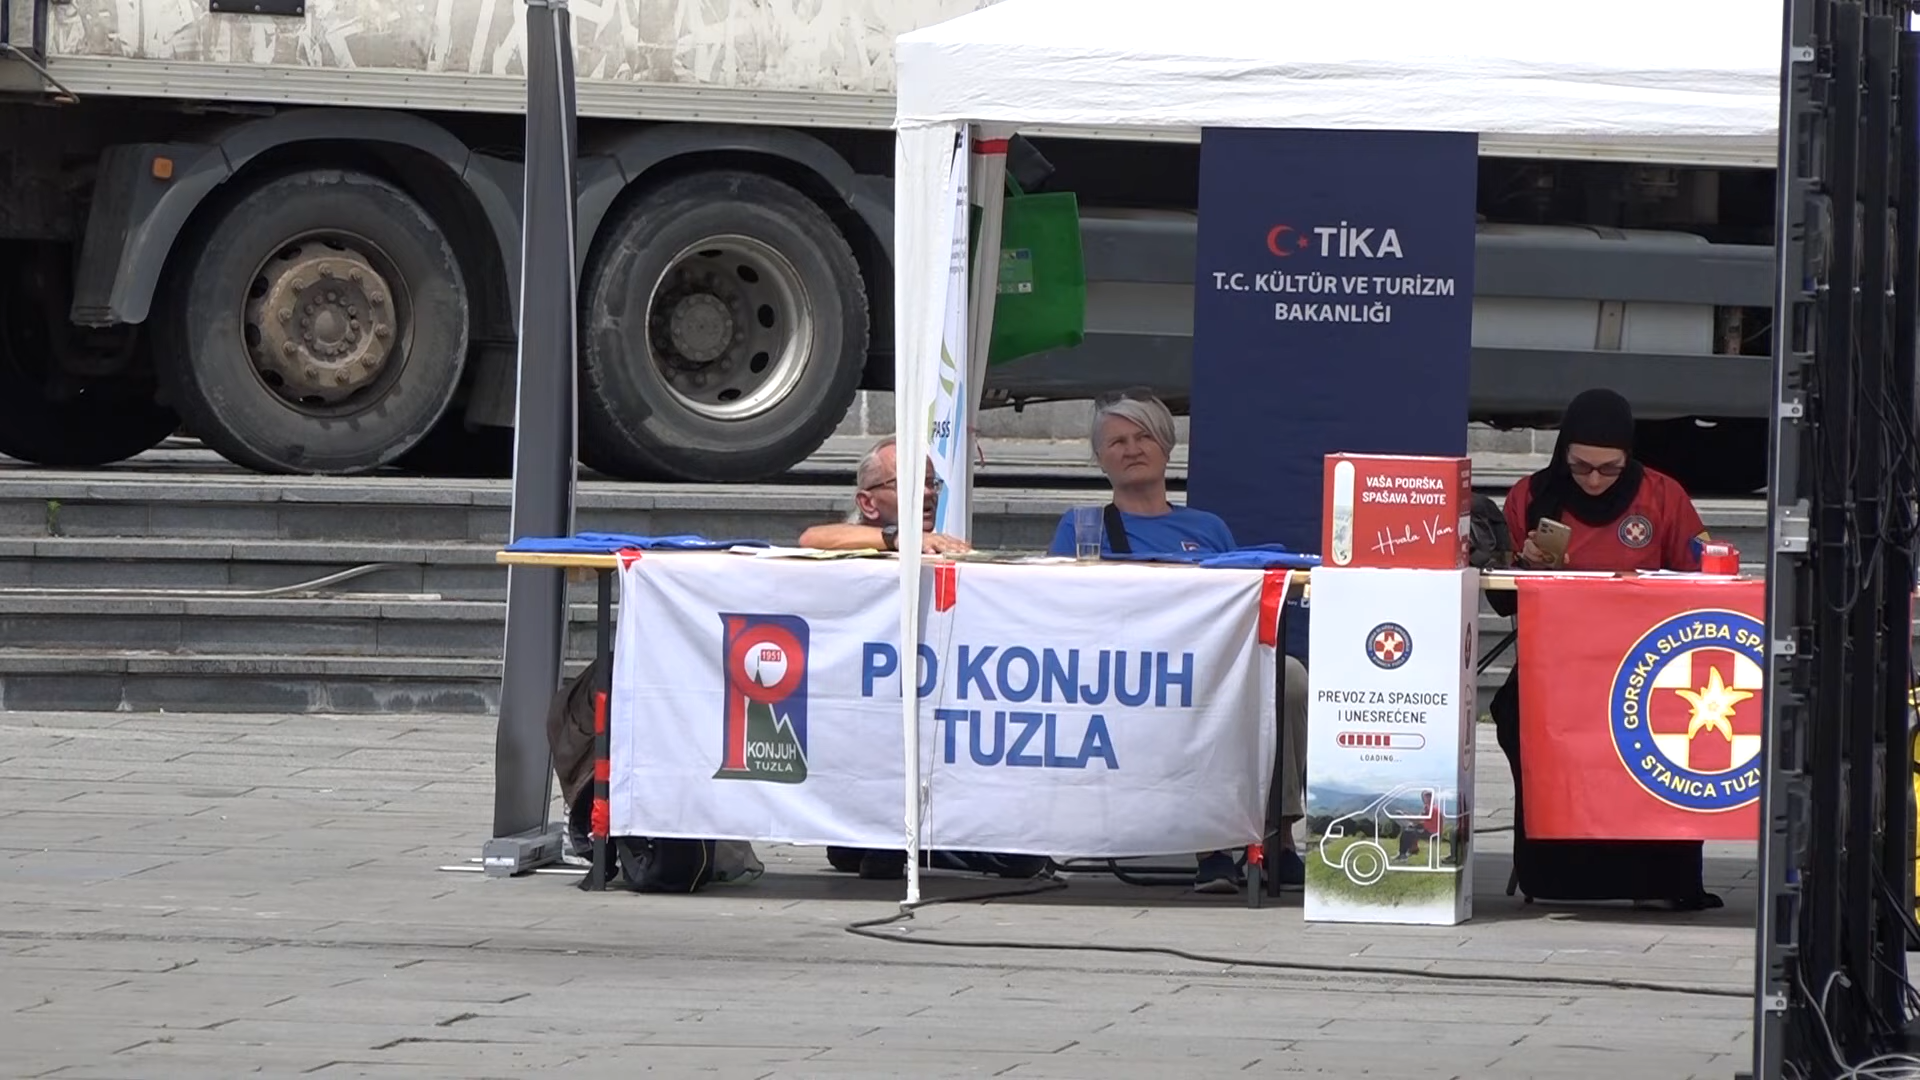 TİKA
T.C. KÜLTÜR VE TURİZM
BAKANLIĞI
PASS
VAŠA PODRŠKA
SPAŠAVA ŽIVOTE
Hvala Vam
1951
KONJUH
TUZLA
PD KONJUH
TUZLA
PREVOZ ZA SPASIOCE
I UNESREĆENE
LOADING...
GORSKA SLUŽBA SPA
STANICA TUZL